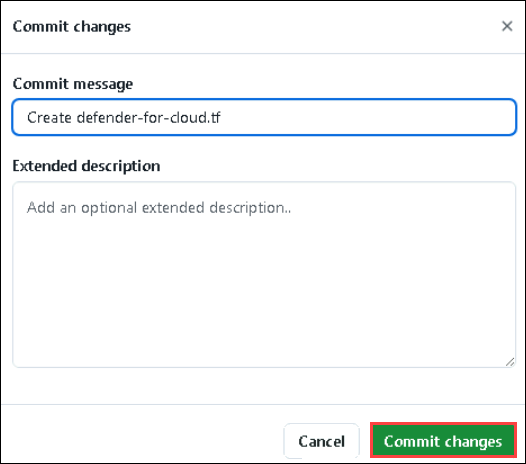 Commit changes
Commit message
Create defender-for-cloud.tf
Extended description
Add an optional extended description..
Cancel
Commit changes